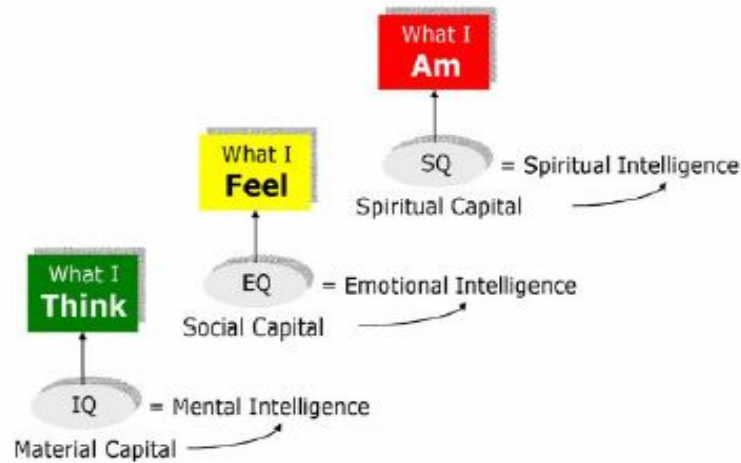 What I
Am
SQ = Spiritual Intelligence
Spiritual Capital
What I
Feel
EQ = Emotional Intelligence
Social Capital
What I
Think
IQ = Mental Intelligence
Material Capital